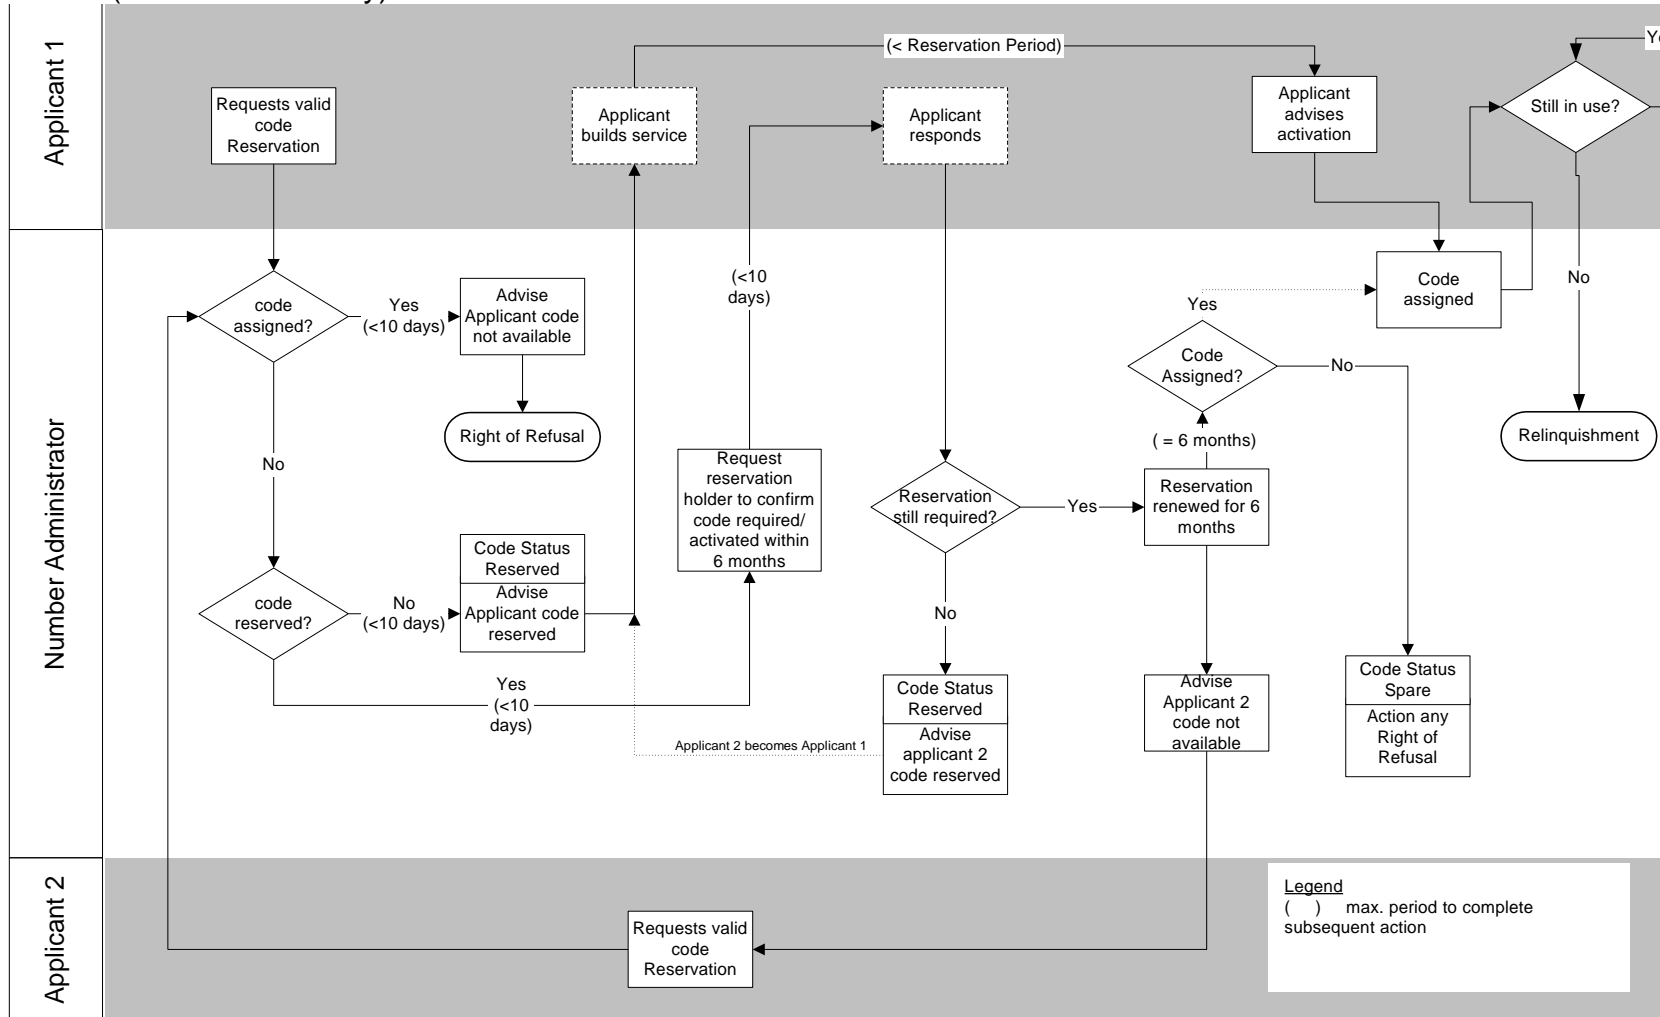 Applicant 1
(< Reservation Period)
Requests valid
code
Reservation
Applicant
builds service
Applicant
responds
Applicant
advises
activation
Still in use?
Number Administrator
code
assigned?
Yes
(<10 days)
Advise
Applicant code
not available
Right of Refusal
No
(<10
days)
Code
assigned
Yes
Code
Assigned?
No
No
Relinquishment
( = 6 months)
Request
reservation
holder to confirm
code required/
activated within
6 months
Reservation
still required?
Yes
Reservation
renewed for 6
months
code
reserved?
No
(<10 days)
Code Status
Reserved
Advise
Applicant code
reserved
Yes
(<10
days)
No
Applicant 2 becomes Applicant 1
Code Status
Reserved
Advise
applicant 2
code reserved
Advise
Applicant 2
code not
available
Code Status
Spare
Action any
Right of
Refusal
Applicant 2
Requests valid
code
Reservation
Legend
( ) max. period to complete
subsequent action